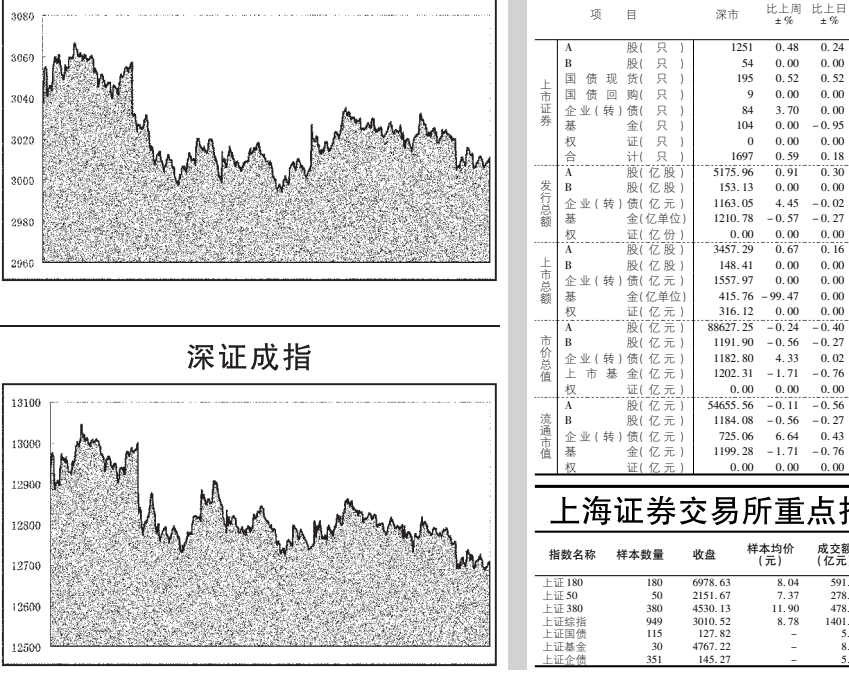 3080
3060
3040
3020
3000
2980
2960
深证成指
13100
13000
12900
12800
12700
12600
12500
项 目 深市 比上周±% 比上日±%
上市证券
A 股(只) 1251 0.48 0.24
B 股(只) 54 0.00 0.00
国债现货(只) 195 0.52 0.52
国债回购(只) 9 0.00 0.00
企业(转)债(只) 84 3.70 0.00
基 金(只) 104 0.00 -0.95
权 证(只) 0 0.00 0.00
合 计(只) 1697 0.59 0.18
发行总额
A 股(亿股) 5175.96 0.91 0.30
B 股(亿股) 153.13 0.00 0.00
企业(转)债(亿元) 1163.05 4.45 -0.02
基 金(亿单位) 1210.78 -0.57 -0.27
权 证(亿份) 0.00 0.00 0.00
上市总额
A 股(亿股) 3457.29 0.67 0.16
B 股(亿股) 148.41 0.00 0.00
企业(转)债(亿元) 1557.97 0.00 0.00
基 金(亿单位) 415.76 -99.47 0.00
权 证(亿元) 316.12 0.00 0.00
市价总值
A 股(亿元) 88627.25 -0.24 -0.40
B 股(亿元) 1191.90 -0.56 -0.27
企业(转)债(亿元) 1182.80 4.33 0.02
上市基金(亿元) 1202.31 -1.71 -0.76
权 证(亿元) 0.00 0.00 0.00
流通市值
A 股(亿元) 54655.56 -0.11 -0.56
B 股(亿元) 1184.08 -0.56 -0.27
企业(转)债(亿元) 725.06 6.64 0.43
基 金(亿元) 1199.28 -1.71 -0.76
权 证(亿元) 0.00 0.00 0.00
上海证券交易所重点
指数名称 样本数量 收盘 样本均价(元) 成交额(亿元
上证180 180 6978.63 8.04 591.
上证50 50 2151.67 7.37 278.
上证380 380 4530.13 11.90 478.
上证综指 949 3010.52 8.78 1401.
上证国债 115 127.82 – 5.
上证基金 30 4767.22 – 8.
上证企债 351 145.27 – 5.